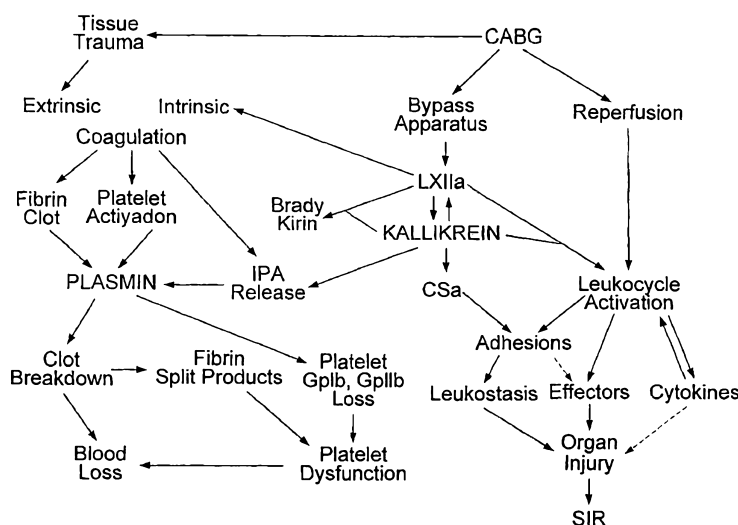 Tissue
Trauma
CABG
Extrinsic
Intrinsic
Coagulation
Bypass
Apparatus
Reperfusion
LXIIa
Fibrin
Clot
Platelet
Actiyadon
Brady
Kirin
KALLIKREIN
PLASMIN
IPA
Release
CSa
Leukocycle
Activation
Clot
Breakdown
Fibrin
Split Products
Platelet
Gplb, Gpllb
Loss
Adhesions
Leukostasis
Effectors
Cytokines
Blood
Loss
Platelet
Dysfunction
Organ
Injury
SIR